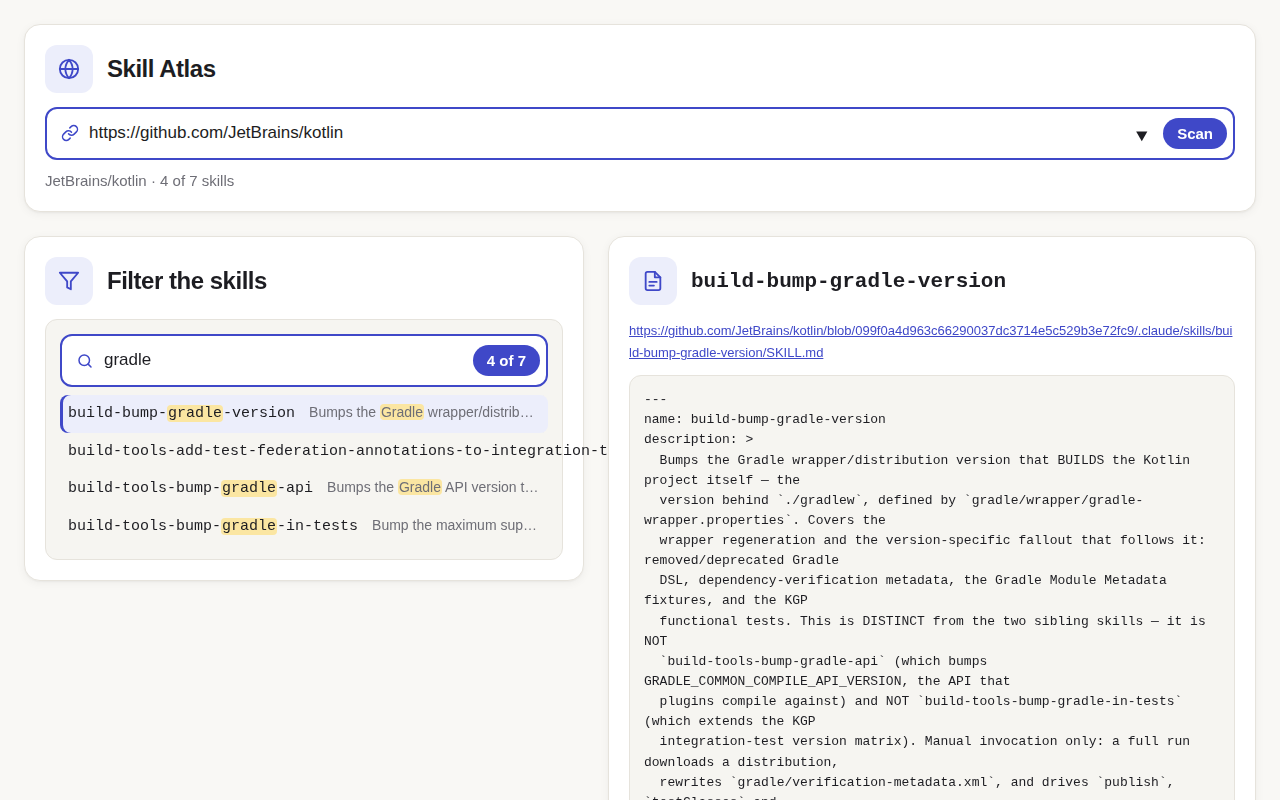 Skill Atlas
https://github.com/JetBrains/kotlin
Scan
JetBrains/kotlin · 4 of 7 skills
Filter the skills
gradle
4 of 7
build-bump-gradle-version Bumps the Gradle wrapper/distrib…
build-tools-add-test-federation-annotations-to-integration-t
build-tools-bump-gradle-api Bumps the Gradle API version t…
build-tools-bump-gradle-in-tests Bump the maximum sup…
build-bump-gradle-version
https://github.com/JetBrains/kotlin/blob/099f0a4d963c66290037dc3714e5c529b3e72fc9/.claude/skills/bui
ld-bump-gradle-version/SKILL.md
---
name: build-bump-gradle-version
description: >
Bumps the Gradle wrapper/distribution version that BUILDS the Kotlin
project itself — the
version behind `./gradlew`, defined by `gradle/wrapper/gradle-
wrapper.properties`. Covers the
wrapper regeneration and the version-specific fallout that follows it:
removed/deprecated Gradle
DSL, dependency-verification metadata, the Gradle Module Metadata
fixtures, and the KGP
functional tests. This is DISTINCT from the two sibling skills — it is
NOT
`build-tools-bump-gradle-api` (which bumps
GRADLE_COMMON_COMPILE_API_VERSION, the API that
plugins compile against) and NOT `build-tools-bump-gradle-in-tests`
(which extends the KGP
integration-test version matrix). Manual invocation only: a full run
downloads a distribution,
rewrites `gradle/verification-metadata.xml`, and drives `publish`,
`testClasses` and